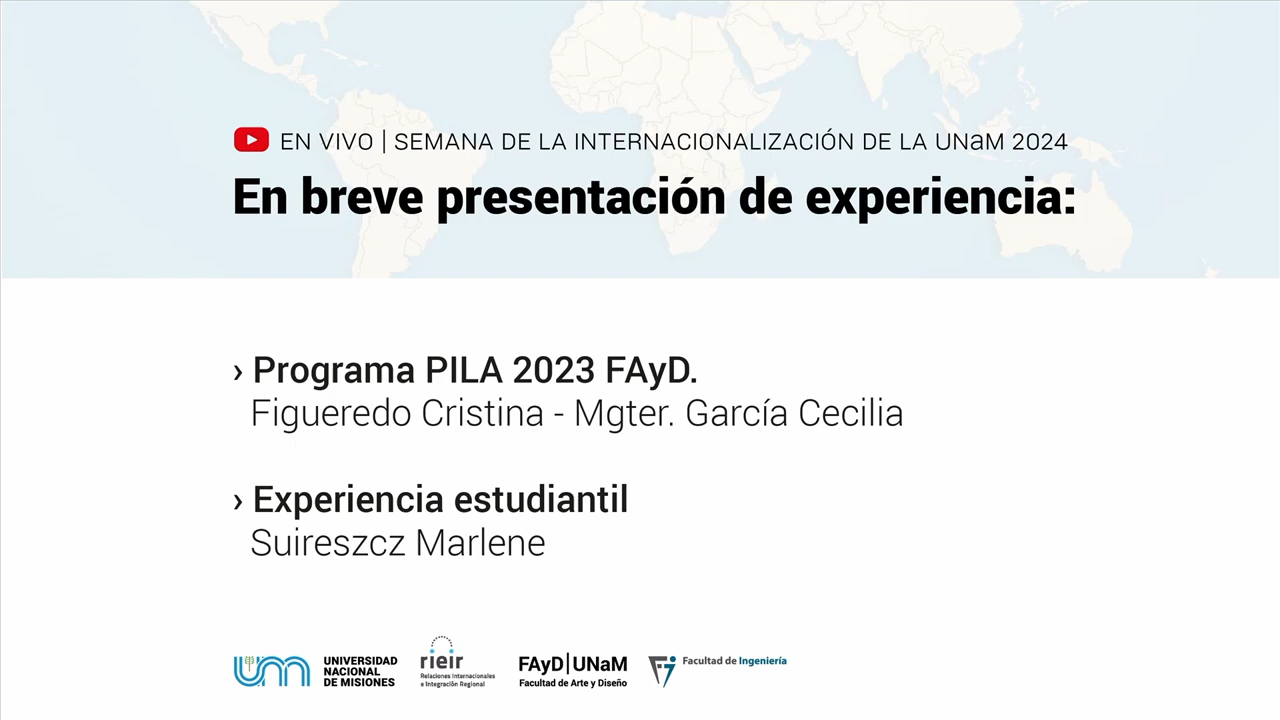 EN VIVO | SEMANA DE LA INTERNACIONALIZACIÓN DE LA UNaM 2024
En breve presentación de experiencia:
› Programa PILA 2023 FAyD.
Figueredo Cristina - Mgter. García Cecilia
› Experiencia estudiantil
Suireszcz Marlene
UNIVERSIDAD
NACIONAL
DE MISIONES
rieir
Relaciones Internacionales
e Integración Regional
FAyD|UNaM
Facultad de Arte y Diseño
Facultad de Ingeniería